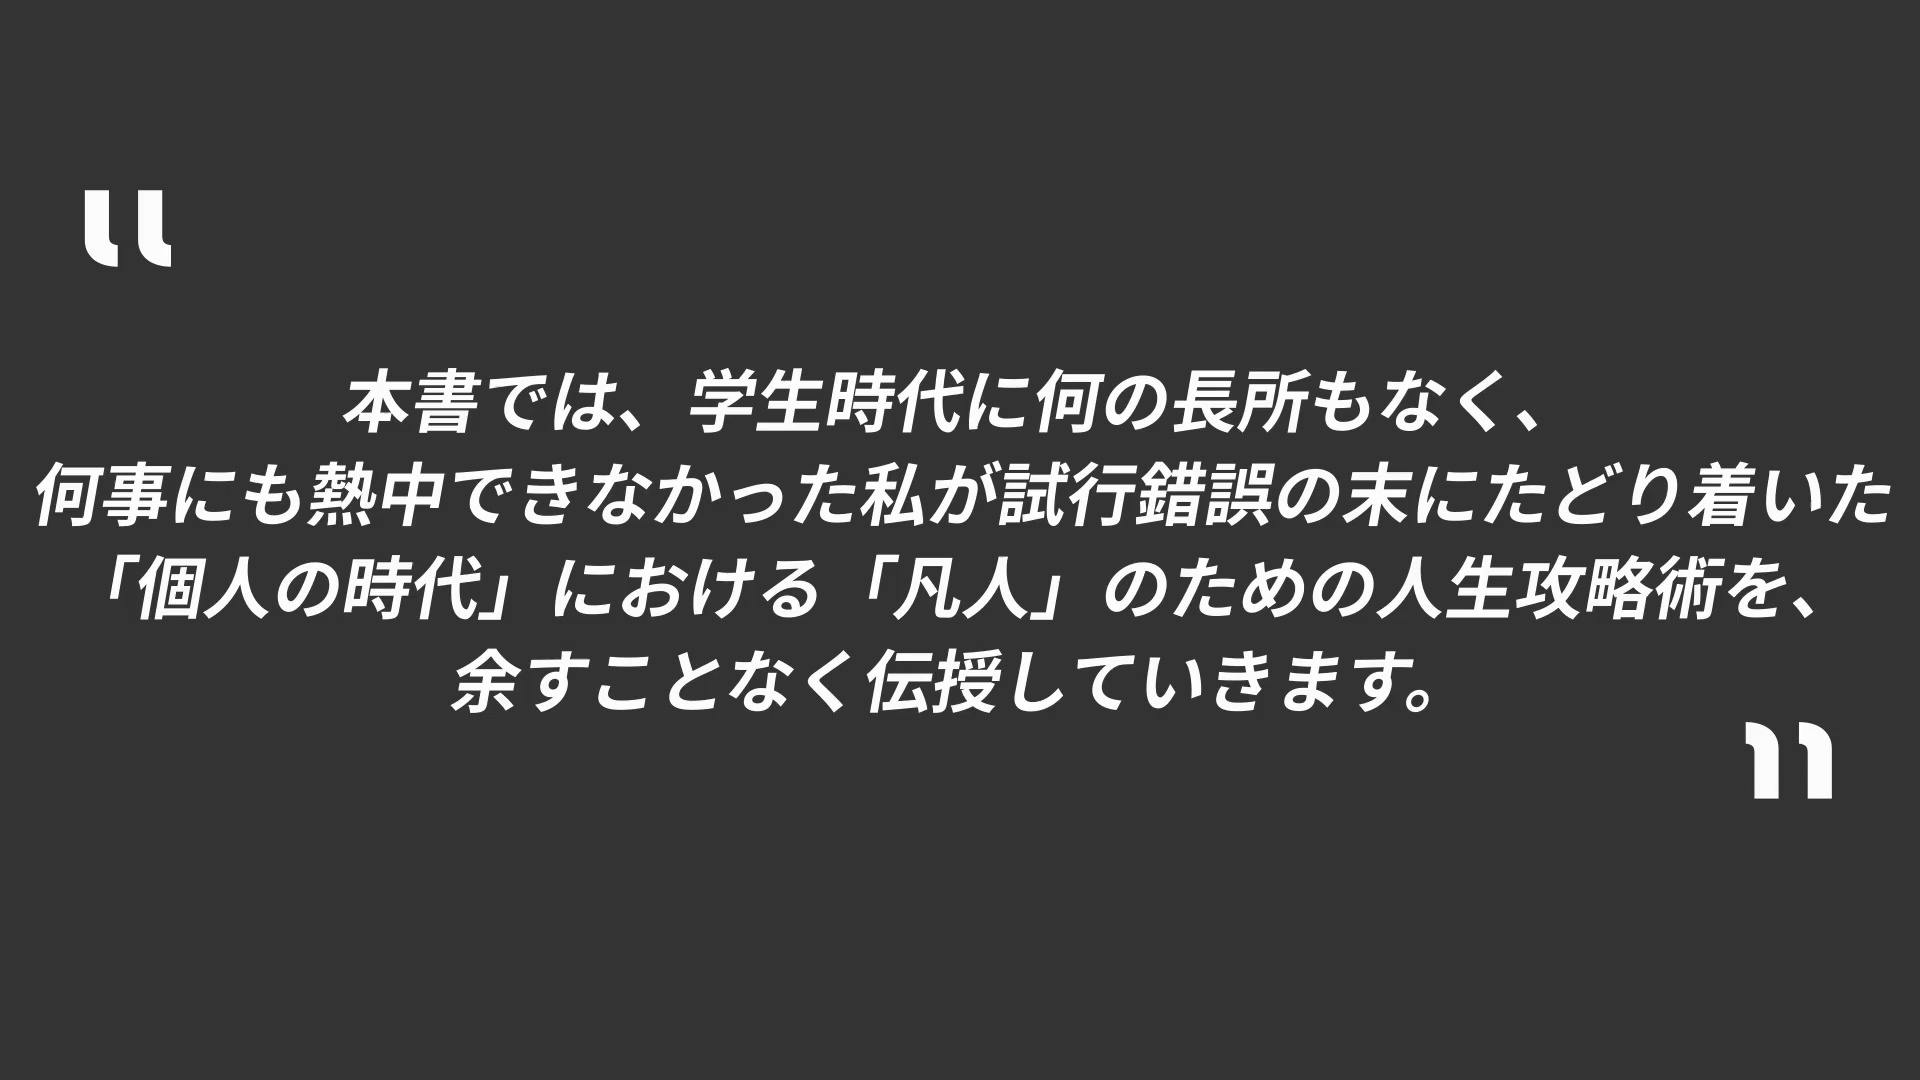 “
本書では、学生時代に何の長所もなく、
何事にも熱中できなかった私が試行錯誤の末にたどり着いた
「個人の時代」における「凡人」のための人生攻略術を、
余すことなく伝授していきます。
”